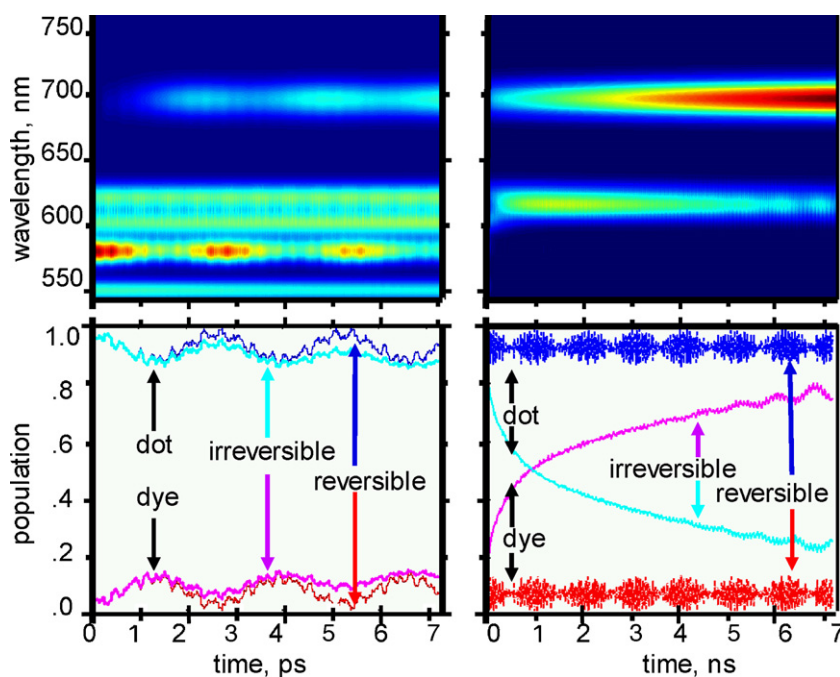 wavelength, nm
750
700
650
600
550
population
1.0
.8
.6
.4
.2
.0
dot
dye
irreversible
reversible
0 1 2 3 4 5 6 7
time, ps
dot
dye
irreversible
reversible
0 1 2 3 4 5 6 7
time, ns